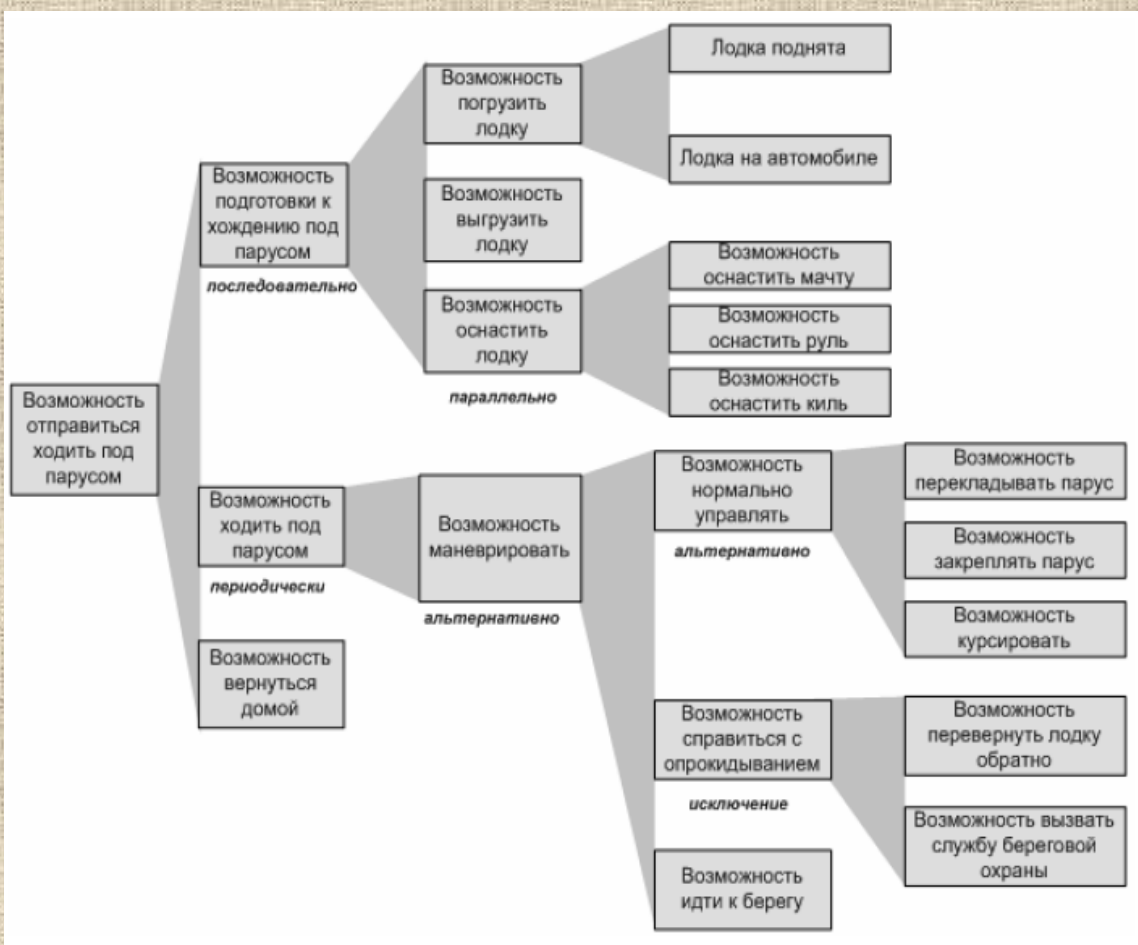 Лодка поднята
Возможность
погрузить
лодку
Лодка на автомобиле
Возможность
подготовки к
хождению под
парусом
последовательно
Возможность
выгрузить
лодку
Возможность
оснастить
лодку
параллельно
Возможность
оснастить мачту
Возможность
оснастить руль
Возможность
оснастить киль
Возможность
отправиться
ходить под
парусом
Возможность
ходить под
парусом
периодически
Возможность
маневрировать
альтернативно
Возможность
нормально
управлять
альтернативно
Возможность
перекладывать парус
Возможность
закреплять парус
Возможность
курсировать
Возможность
вернуться
домой
Возможность
справиться с
опрокидыванием
исключение
Возможность
перевернуть лодку
обратно
Возможность вызвать
службу береговой
охраны
Возможность
идти к берегу